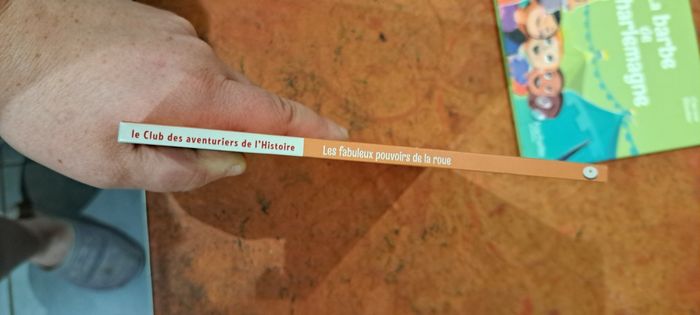 le Club des aventuriers de l'Histoire
Les fabuleux pouvoirs de la roue
La barbe
de
Charlemagne